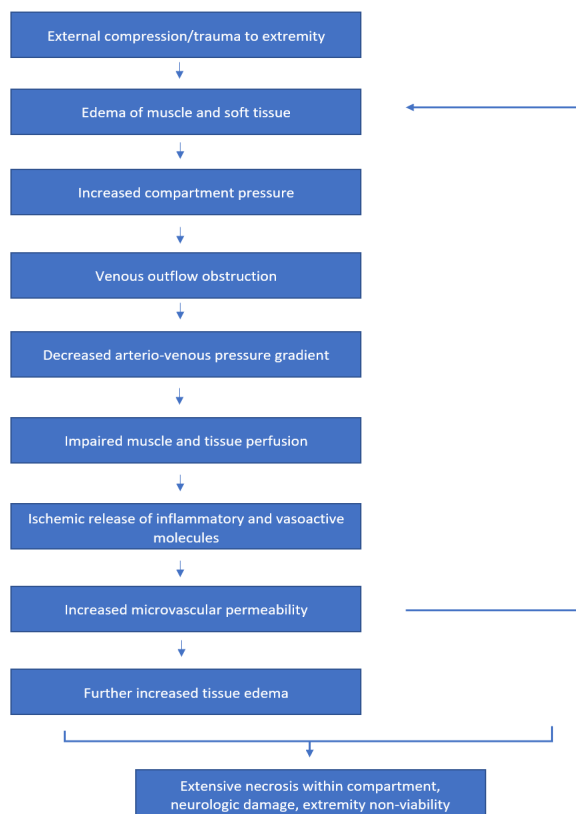 External compression/trauma to extremity
Edema of muscle and soft tissue
Increased compartment pressure
Venous outflow obstruction
Decreased arterio-venous pressure gradient
Impaired muscle and tissue perfusion
Ischemic release of inflammatory and vasoactive
molecules
Increased microvascular permeability
Further increased tissue edema
Extensive necrosis within compartment,
neurologic damage, extremity non-viability